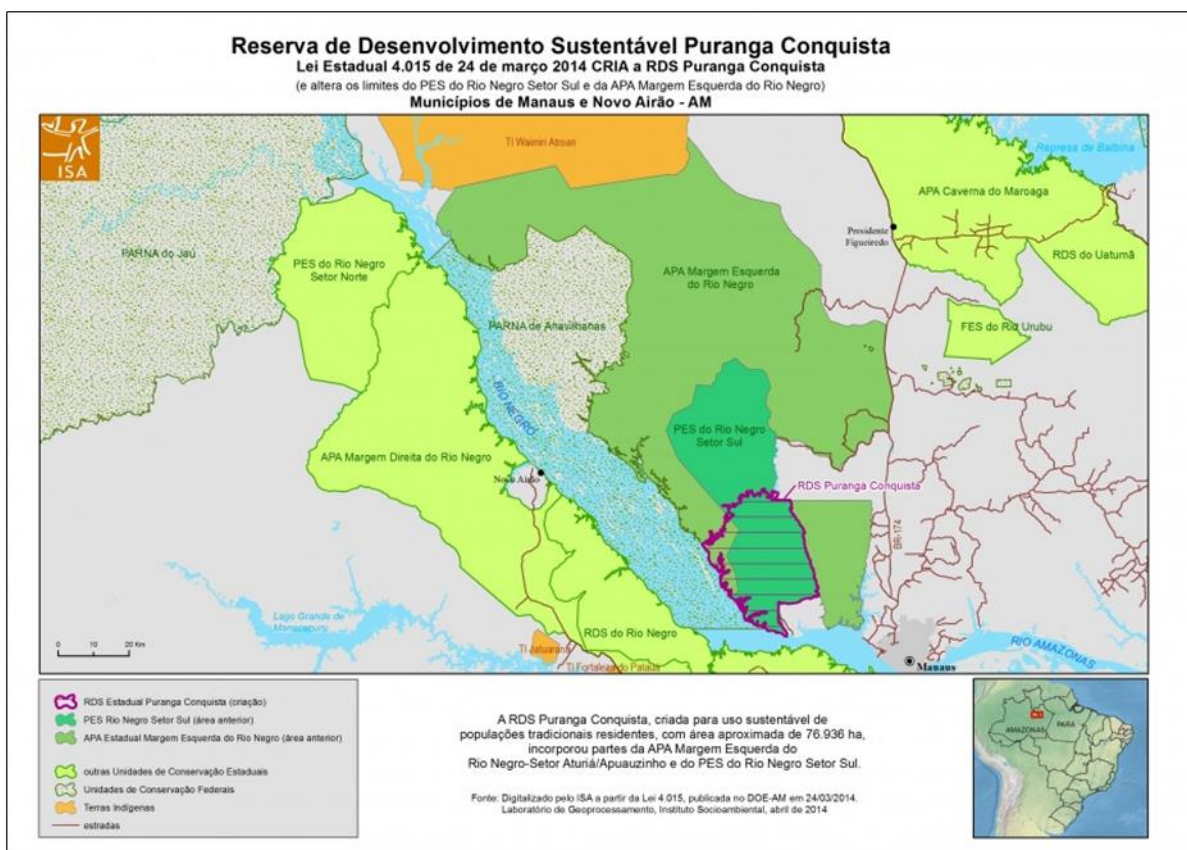 Reserva de Desenvolvimento Sustentável Puranga Conquista
Lei Estadual 4.015 de 24 de março 2014 CRIA a RDS Puranga Conquista
(e altera os limites do PES do Rio Negro Setor Sul e da APA Margem Esquerda do Rio Negro)
Municípios de Manaus e Novo Airão - AM
ISA
TI Waimiri Atroari
Represa de Balbina
APA Caverna do Maroaga
Presidente
Figueiredo
PARNA do Jaú
PES do Rio Negro
Setor Norte
RDS do Uatumã
APA Margem Esquerda
do Rio Negro
PARNA de Anavilhanas
FES do Rio Urubu
RIO NEGRO
PES do Rio Negro
Setor Sul
APA Margem Direita do Rio Negro
Novo Airão
RDS Puranga Conquista
BR-174
Lago Grande de
Manacapuru
RDS do Rio Negro
TI Jatuarana
TI Fortaleza do Patauá
RIO AMAZONAS
Manaus
0 10 20 Km
RDS Estadual Puranga Conquista (criação)
PES Rio Negro Setor Sul (área anterior)
APA Estadual Margem Esquerda do Rio Negro (área anterior)
outras Unidades de Conservação Estaduais
Unidades de Conservação Federais
Terras Indígenas
estradas
A RDS Puranga Conquista, criada para uso sustentável de
populações tradicionais residentes, com área aproximada de 76.936 ha,
incorporou partes da APA Margem Esquerda do
Rio Negro-Setor Aturiá/Apuauzinho e do PES do Rio Negro Setor Sul.
Fonte: Digitalizado pelo ISA a partir da Lei 4.015, publicada no DOE-AM em 24/03/2014.
Laboratório de Geoprocessamento, Instituto Socioambiental, abril de 2014
AMAZONAS
PARÁ